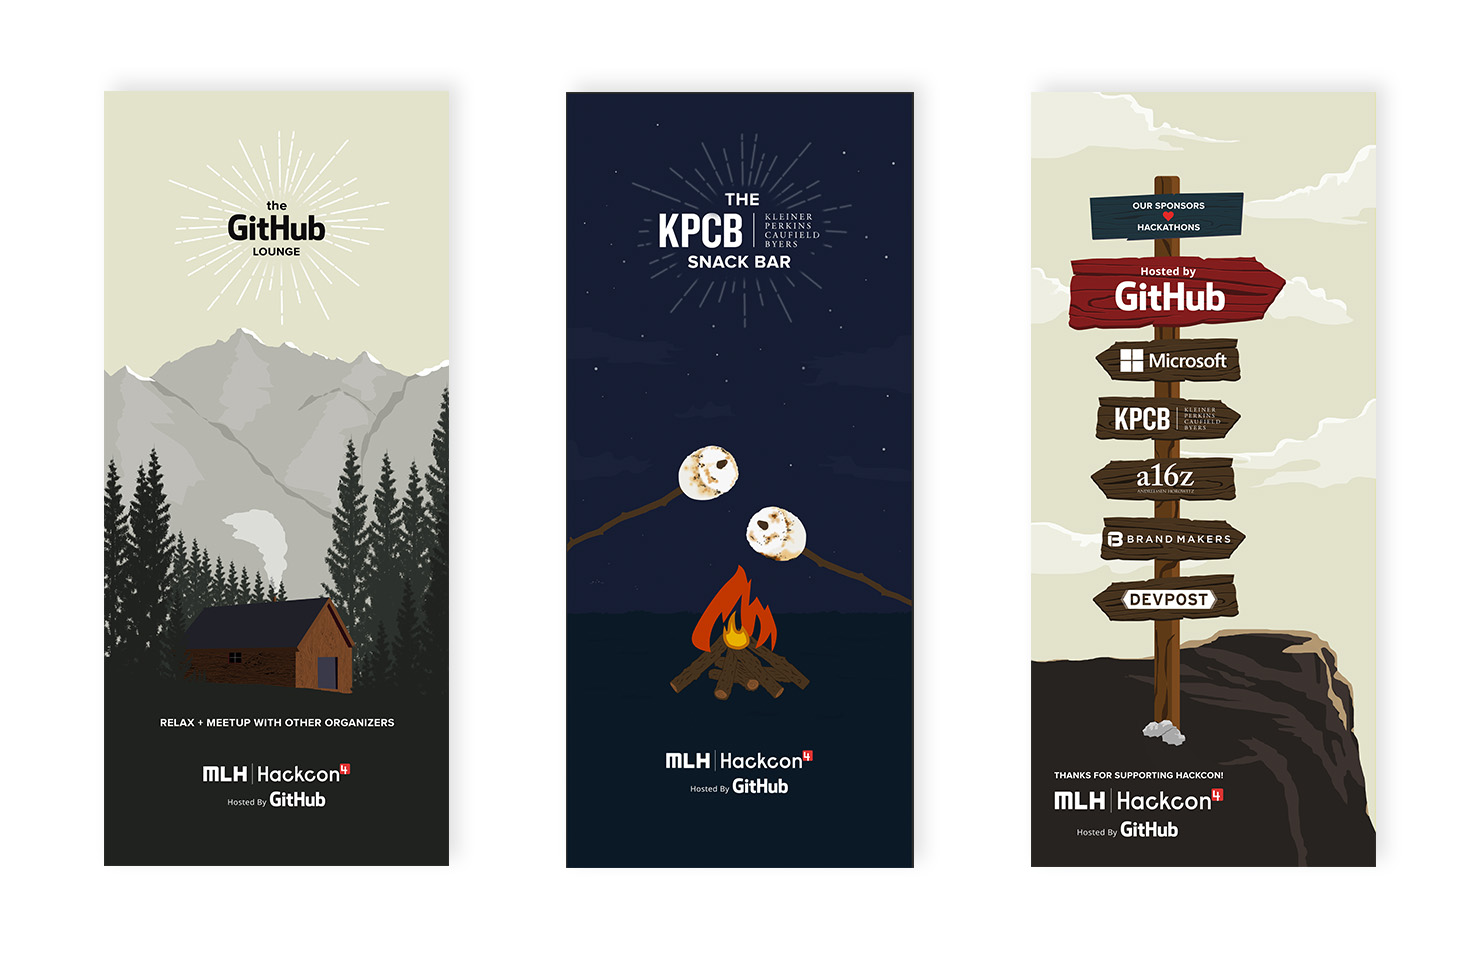 the
GitHub
LOUNGE
RELAX + MEETUP WITH OTHER ORGANIZERS
MLH | Hackcon 4
Hosted By GitHub
THE
KPCB | KLEINER
PERKINS
CAUFIELD
BYERS
SNACK BAR
MLH | Hackcon 4
Hosted By GitHub
OUR SPONSORS
HACKATHONS
Hosted by
GitHub
Microsoft
KPCB | KLEINER
PERKINS
CAUFIELD
BYERS
a16z
ANDREESSEN HOROWITZ
B BRAND MAKERS
DEVPOST
THANKS FOR SUPPORTING HACKCON!
MLH | Hackcon 4
Hosted By GitHub